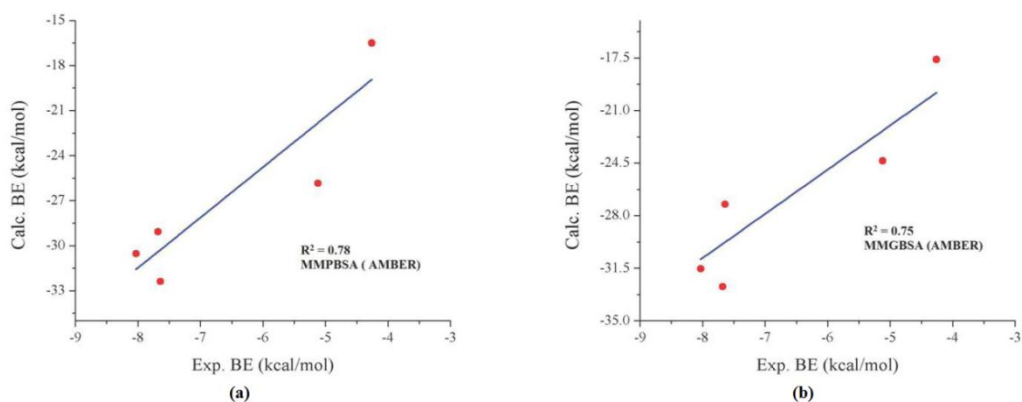 -15
-18
-21
-24
-27
-30
-33
Calc. BE (kcal/mol)
R² = 0.78
MMPBSA ( AMBER)
-9 -8 -7 -6 -5 -4 -3
Exp. BE (kcal/mol)
(a)
-17.5
-21.0
-24.5
-28.0
-31.5
-35.0
Calc. BE (kcal/mol)
R² = 0.75
MMGBSA (AMBER)
-9 -8 -7 -6 -5 -4 -3
Exp. BE (kcal/mol)
(b)